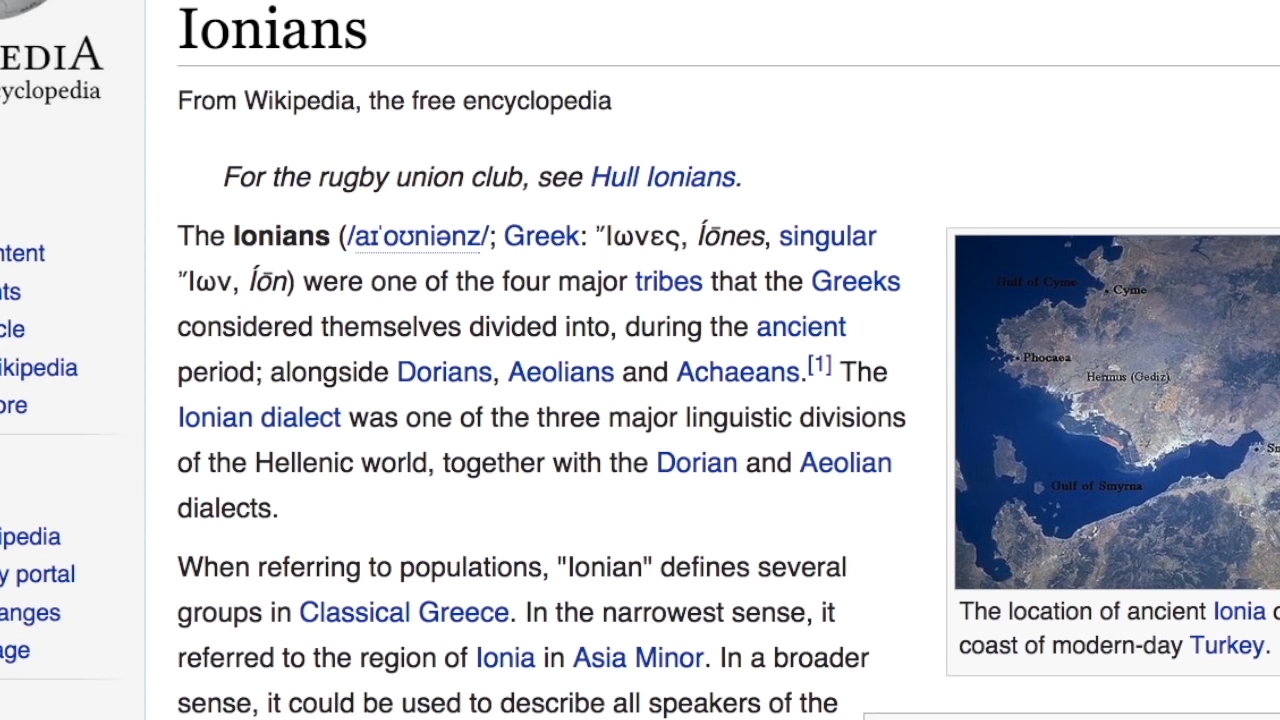 EDIA
yclopedia
ntent
nts
cle
ikipedia
ore
ipedia
y portal
anges
age
Ionians
From Wikipedia, the free encyclopedia
For the rugby union club, see Hull Ionians.
The Ionians (/aɪˈoʊniənz/; Greek: Ἴωνες, Íōnes, singular
Ἴων, Íōn) were one of the four major tribes that the Greeks
considered themselves divided into, during the ancient
period; alongside Dorians, Aeolians and Achaeans.[1] The
Ionian dialect was one of the three major linguistic divisions
of the Hellenic world, together with the Dorian and Aeolian
dialects.
When referring to populations, "Ionian" defines several
groups in Classical Greece. In the narrowest sense, it
referred to the region of Ionia in Asia Minor. In a broader
sense, it could be used to describe all speakers of the
Gulf of Cyme
Cyme
Phocaea
Hermus (Gediz)
Gulf of Smyrna
The location of ancient Ionia
coast of modern-day Turkey.